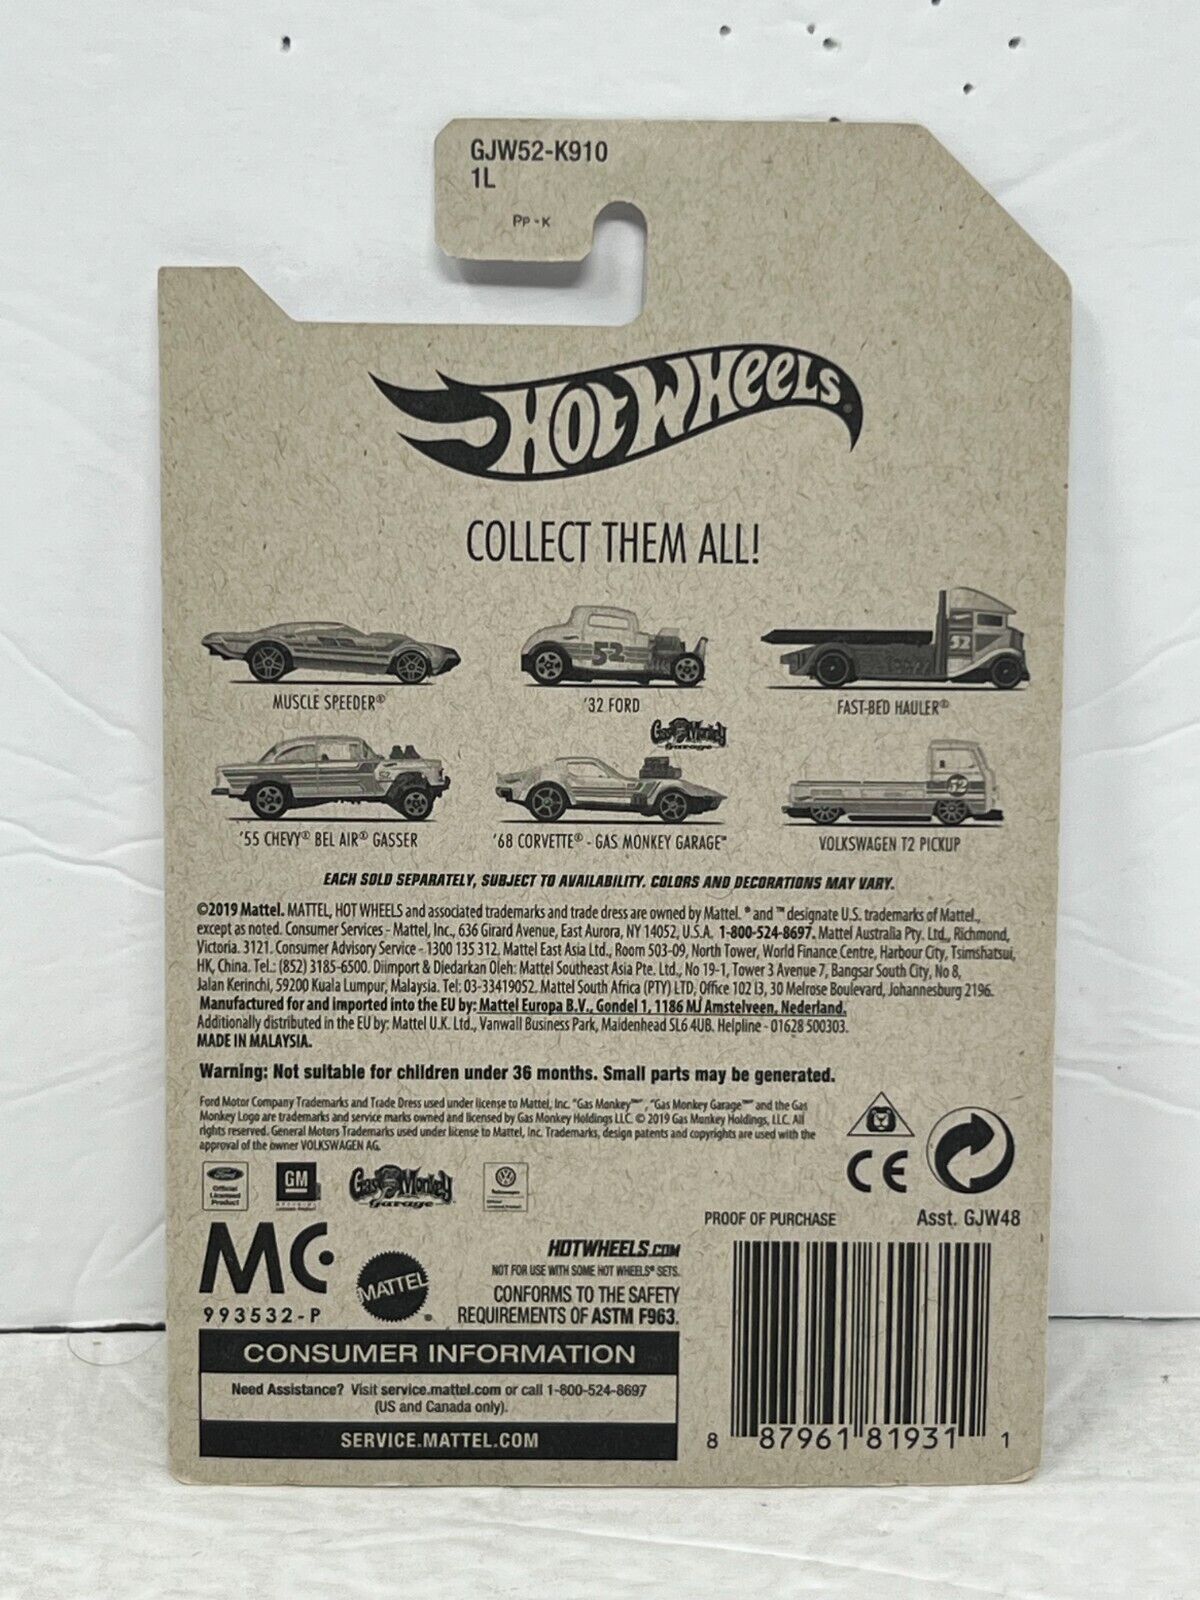 GJW52-K910
1L
PP-K
HOT WHEELS®
COLLECT THEM ALL!
52
52
MUSCLE SPEEDER®
'32 FORD
FAST-BED HAULER®
Gas Monkey
Garage
52
52
'55 CHEVY® BEL AIR® GASSER
'68 CORVETTE® - GAS MONKEY GARAGE™
VOLKSWAGEN T2 PICKUP
EACH SOLD SEPARATELY, SUBJECT TO AVAILABILITY. COLORS AND DECORATIONS MAY VARY.
©2019 Mattel. MATTEL, HOT WHEELS and associated trademarks and trade dress are owned by Mattel. ® and ™ designate U.S. trademarks of Mattel,
except as noted. Consumer Services - Mattel, Inc., 636 Girard Avenue, East Aurora, NY 14052, U.S.A. 1-800-524-8697. Mattel Australia Pty. Ltd., Richmond,
Victoria. 3121. Consumer Advisory Service - 1300 135 312. Mattel East Asia Ltd., Room 503-09, North Tower, World Finance Centre, Harbour City, Tsimshatsui,
HK, China. Tel.: (852) 3185-6500. Diimport & Diedarkan Oleh: Mattel Southeast Asia Pte. Ltd., No 19-1, Tower 3 Avenue 7, Bangsar South City, No 8,
Jalan Kerinchi, 59200 Kuala Lumpur, Malaysia. Tel: 03-33419052. Mattel South Africa (PTY) LTD, Office 102 I3, 30 Melrose Boulevard, Johannesburg 2196.
Manufactured for and imported into the EU by: Mattel Europa B.V., Gondel 1, 1186 MJ Amstelveen, Nederland.
Additionally distributed in the EU by: Mattel U.K. Ltd., Vanwall Business Park, Maidenhead SL6 4UB. Helpline - 01628 500303.
MADE IN MALAYSIA.
Warning: Not suitable for children under 36 months. Small parts may be generated.
Ford Motor Company Trademarks and Trade Dress used under license to Mattel, Inc. "Gas Monkey", "Gas Monkey Garage" and the Gas
Monkey Logo are trademarks and service marks owned and licensed by Gas Monkey Holdings LLC. © 2019 Gas Monkey Holdings, LLC. All
rights reserved. General Motors Trademarks used under license to Mattel, Inc. Trademarks, design patents and copyrights are used with the
approval of the owner VOLKSWAGEN AG.
CE
Ford
Official
Licensed
Product
GM
Gas Monkey
Garage
Volkswagen
PROOF OF PURCHASE
Asst. GJW48
MC
993532-P
MATTEL
HOTWHEELS.COM
NOT FOR USE WITH SOME HOT WHEELS® SETS.
CONFORMS TO THE SAFETY
REQUIREMENTS OF ASTM F963.
CONSUMER INFORMATION
Need Assistance? Visit service.mattel.com or call 1-800-524-8697
(US and Canada only).
SERVICE.MATTEL.COM
8 87961 81931 1